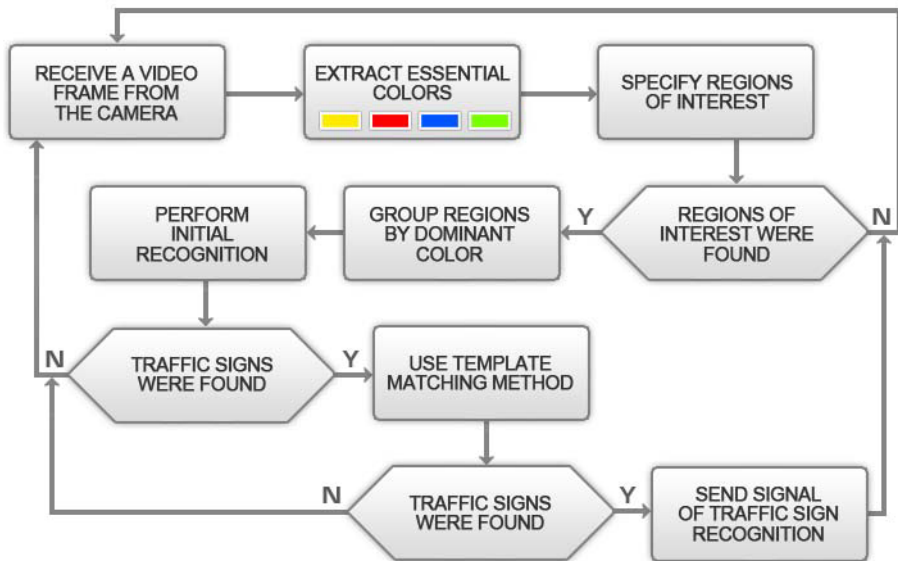 RECEIVE A VIDEO
FRAME FROM
THE CAMERA
EXTRACT ESSENTIAL
COLORS
SPECIFY REGIONS
OF INTEREST
REGIONS OF
INTEREST WERE
FOUND
N
Y
GROUP REGIONS
BY DOMINANT
COLOR
PERFORM
INITIAL
RECOGNITION
TRAFFIC SIGNS
WERE FOUND
N
Y
USE TEMPLATE
MATCHING METHOD
TRAFFIC SIGNS
WERE FOUND
N
Y
SEND SIGNAL
OF TRAFFIC SIGN
RECOGNITION